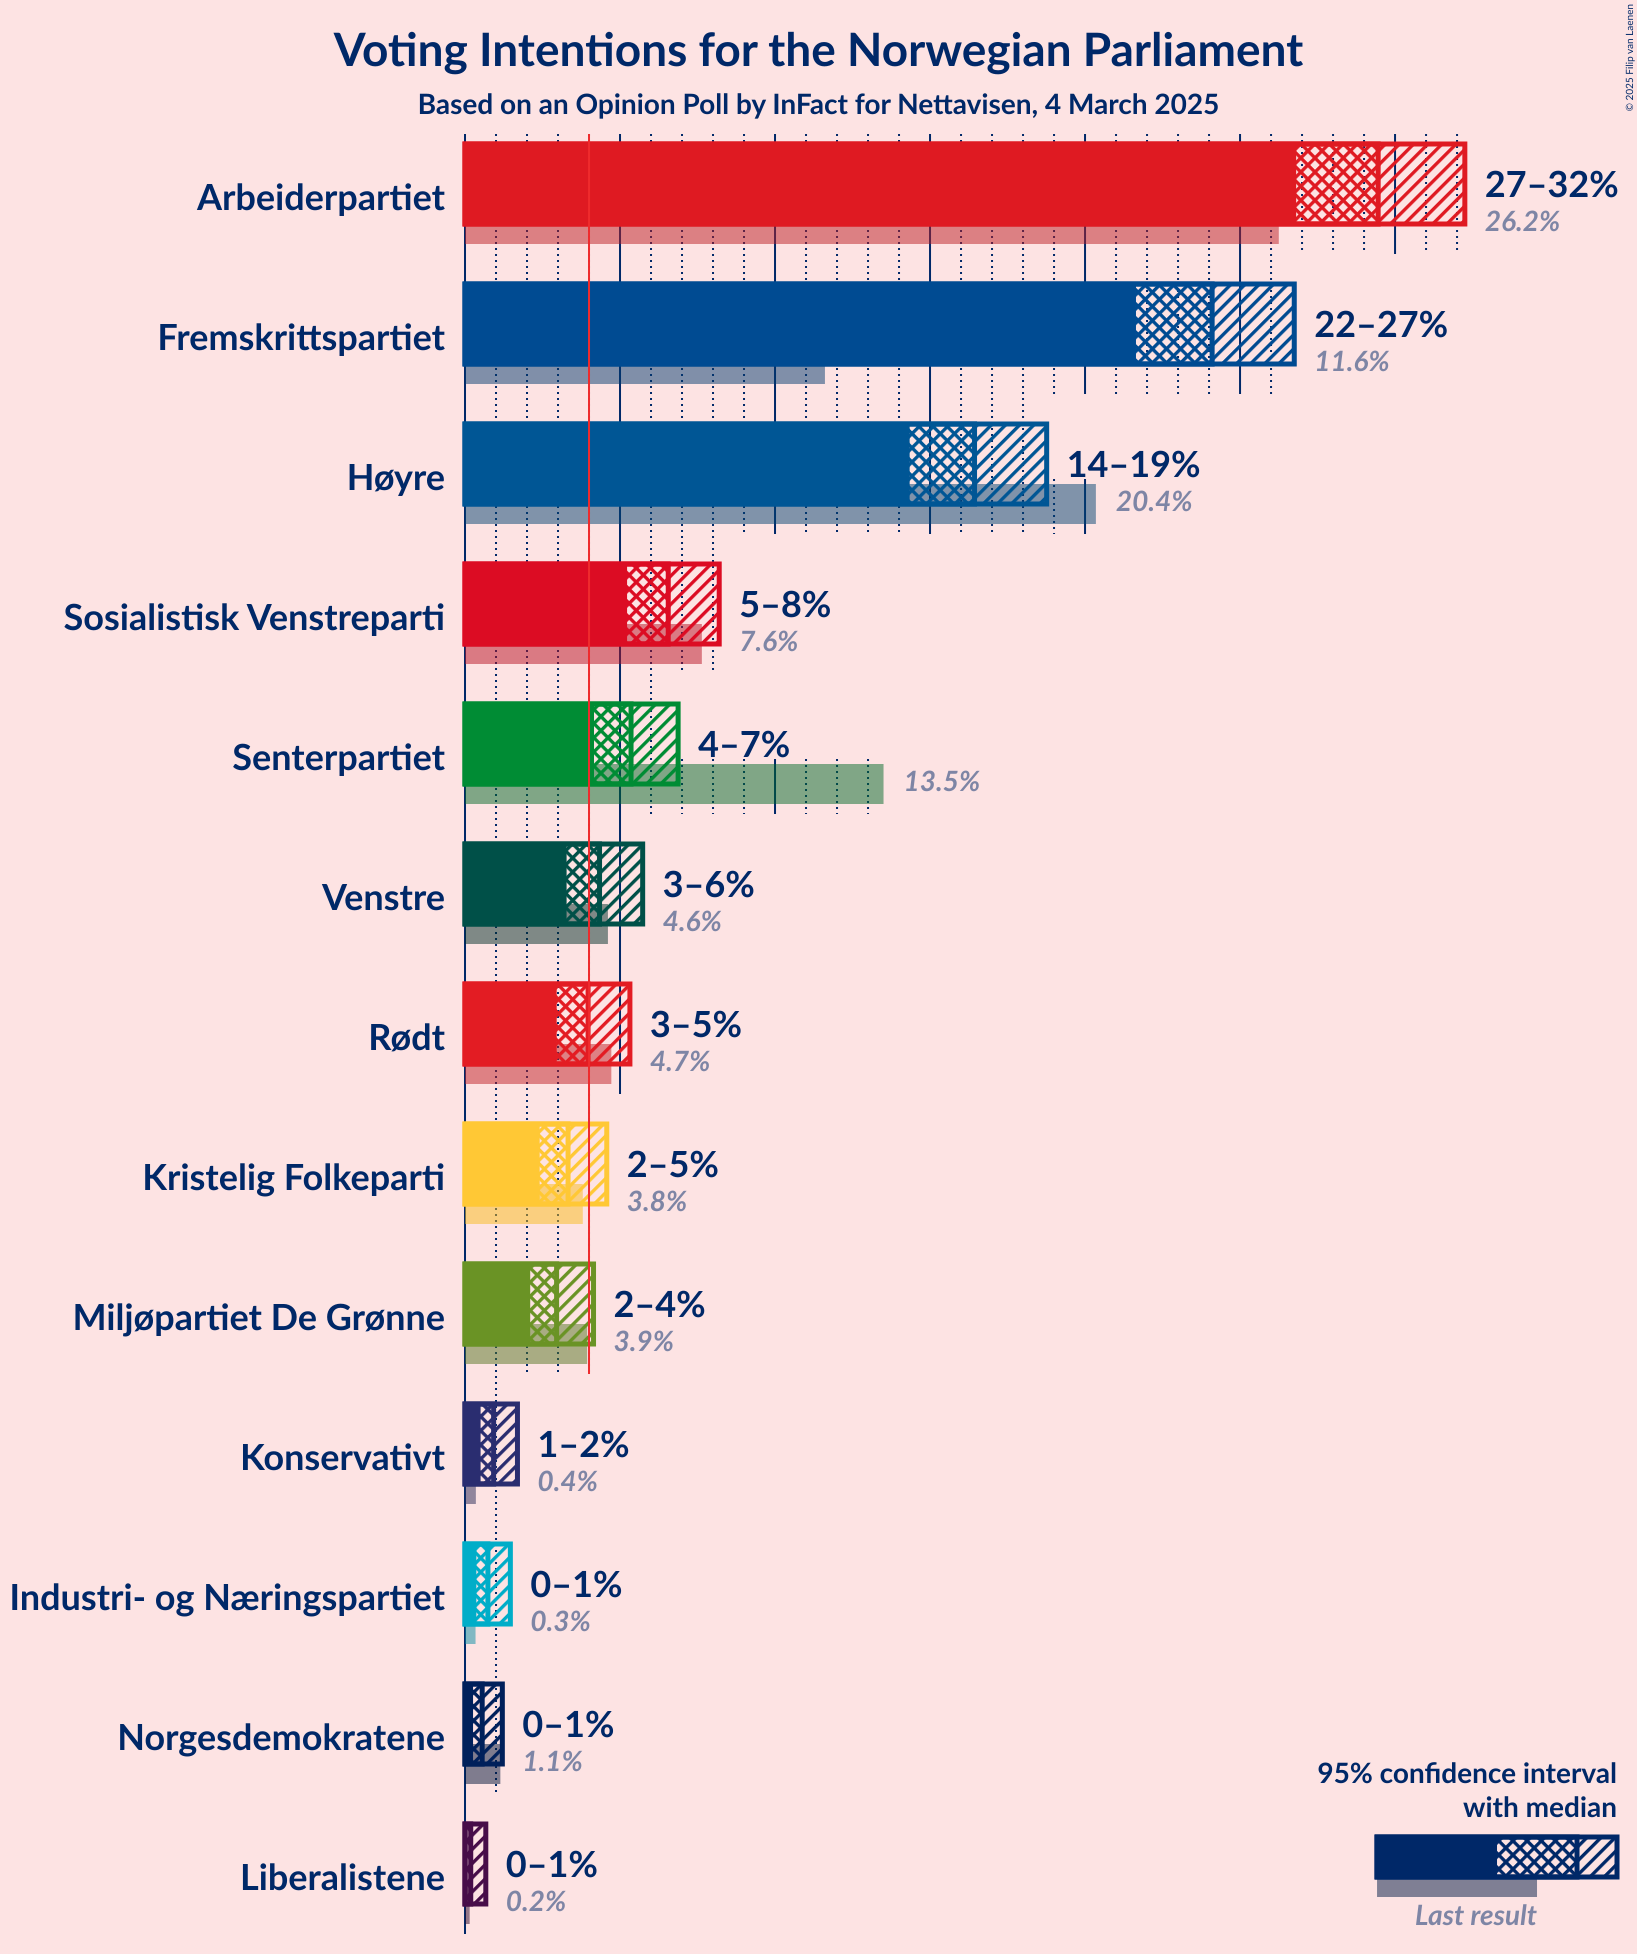 Voting Intentions for the Norwegian Parliament
Based on an Opinion Poll by InFact for Nettavisen, 4 March 2025
© 2025 Filip van Laenen
Arbeiderpartiet
27–32%
26.2%
Fremskrittspartiet
22–27%
11.6%
Høyre
14–19%
20.4%
Sosialistisk Venstreparti
5–8%
7.6%
Senterpartiet
4–7%
13.5%
Venstre
3–6%
4.6%
Rødt
3–5%
4.7%
Kristelig Folkeparti
2–5%
3.8%
Miljøpartiet De Grønne
2–4%
3.9%
Konservativt
1–2%
0.4%
Industri- og Næringspartiet
0–1%
0.3%
Norgesdemokratene
0–1%
1.1%
Liberalistene
0–1%
0.2%
95% confidence interval
with median
Last result